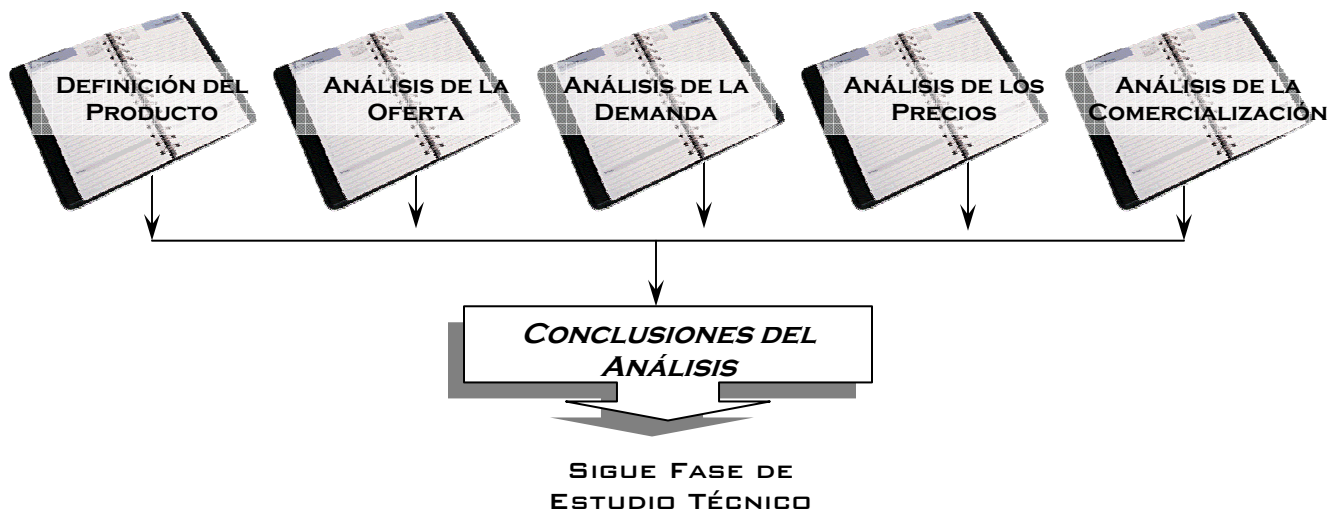 DEFINICIÓN DEL
PRODUCTO
ANÁLISIS DE LA
OFERTA
ANÁLISIS DE LA
DEMANDA
ANÁLISIS DE LOS
PRECIOS
ANÁLISIS DE LA
COMERCIALIZACIÓN
CONCLUSIONES DEL
ANÁLISIS
SIGUE FASE DE
ESTUDIO TÉCNICO